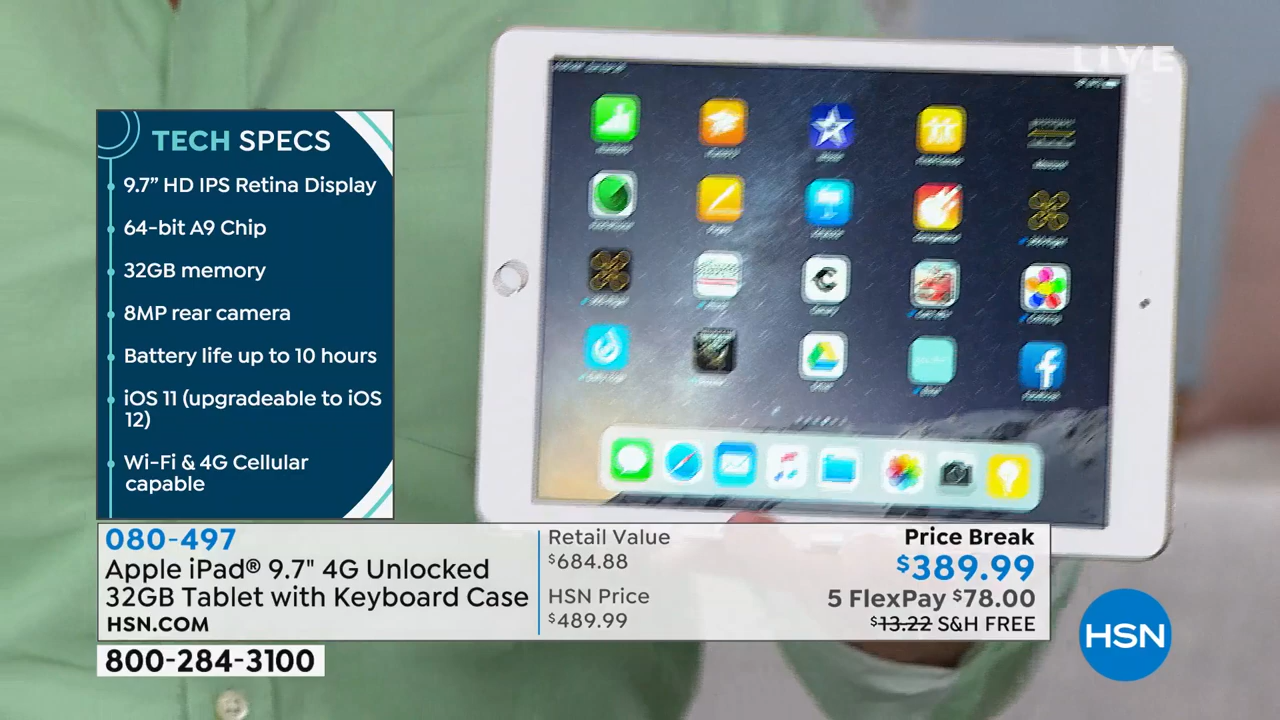 LIVE
TECH SPECS
9.7” HD IPS Retina Display
64-bit A9 Chip
32GB memory
8MP rear camera
Battery life up to 10 hours
iOS 11 (upgradeable to iOS
12)
Wi-Fi & 4G Cellular
capable
080-497
Apple iPad® 9.7" 4G Unlocked
32GB Tablet with Keyboard Case
HSN.COM
Retail Value
$684.88
HSN Price
$489.99
Price Break
$389.99
5 FlexPay $78.00
$13.22 S&H FREE
800-284-3100
HSN